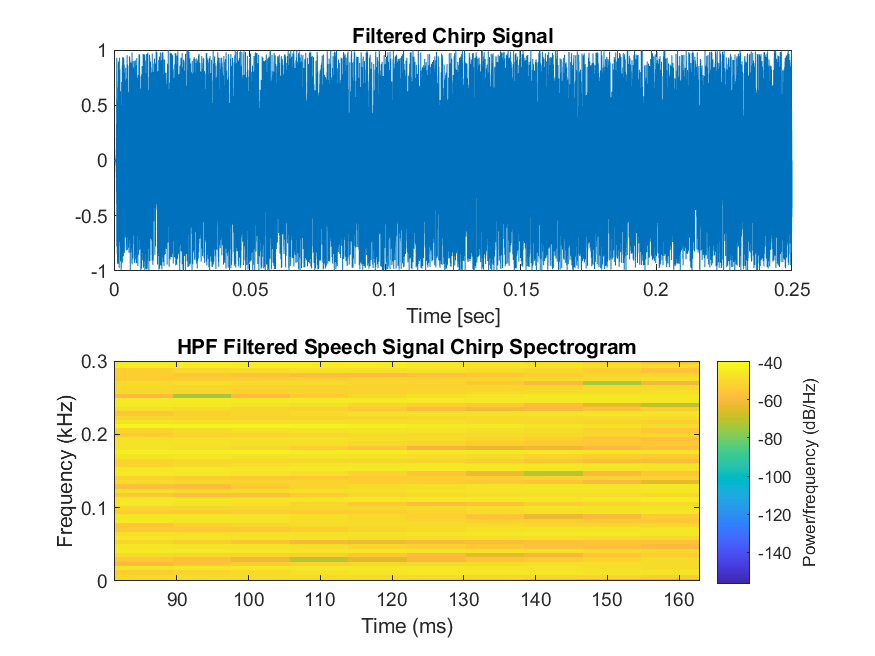 Filtered Chirp Signal
1
0.5
0
-0.5
-1
0 0.05 0.1 0.15 0.2 0.25
Time [sec]
HPF Filtered Speech Signal Chirp Spectrogram
0.3
0.2
0.1
0
Frequency (kHz)
90 100 110 120 130 140 150 160
Time (ms)
-40
-60
-80
-100
-120
-140
Power/frequency (dB/Hz)